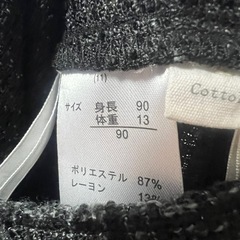 (11)
サイズ 身長 90
体重 13
90
ポリエステル 87%
レーヨン 13%
Cotto